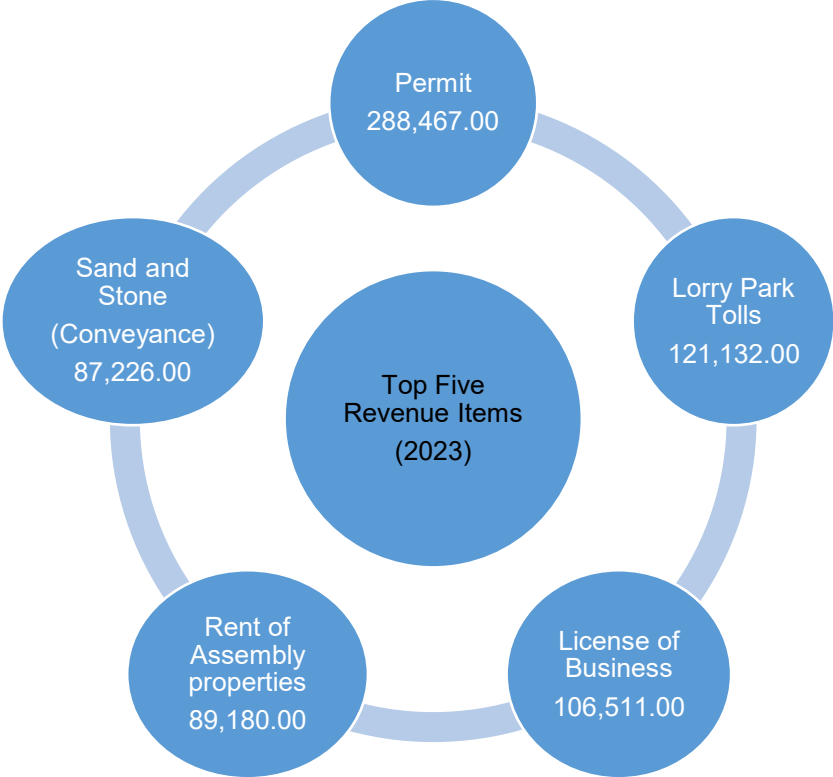 Permit
288,467.00
Lorry Park
Tolls
121,132.00
License of
Business
106,511.00
Rent of
Assembly
properties
89,180.00
Sand and
Stone
(Conveyance)
87,226.00
Top Five
Revenue Items
(2023)